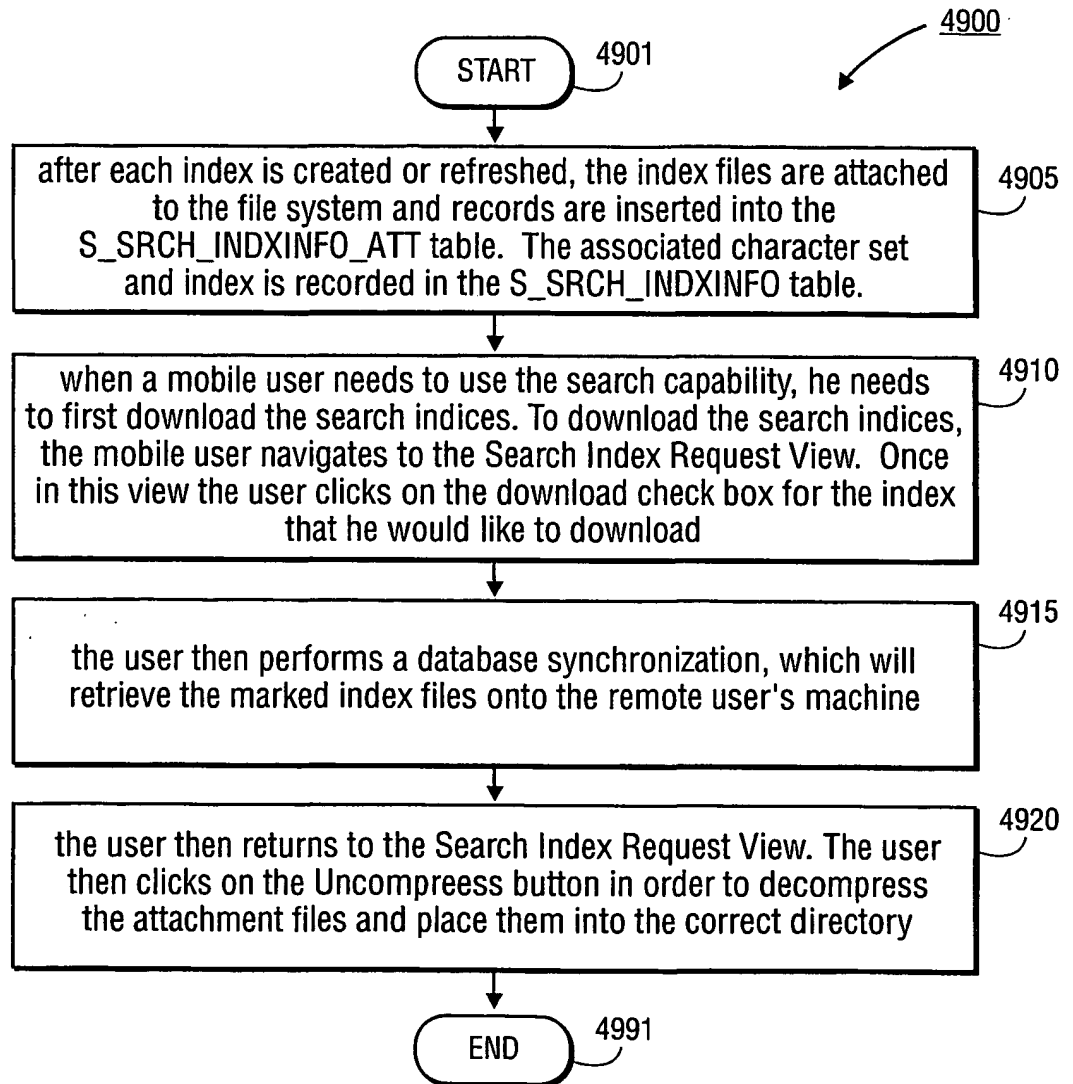 4900
START
4901
after each index is created or refreshed, the index files are attached
to the file system and records are inserted into the
S_SRCH_INDXINFO_ATT table. The associated character set
and index is recorded in the S_SRCH_INDXINFO table.
4905
when a mobile user needs to use the search capability, he needs
to first download the search indices. To download the search indices,
the mobile user navigates to the Search Index Request View. Once
in this view the user clicks on the download check box for the index
that he would like to download
4910
the user then performs a database synchronization, which will
retrieve the marked index files onto the remote user's machine
4915
the user then returns to the Search Index Request View. The user
then clicks on the Uncompreess button in order to decompress
the attachment files and place them into the correct directory
4920
END
4991